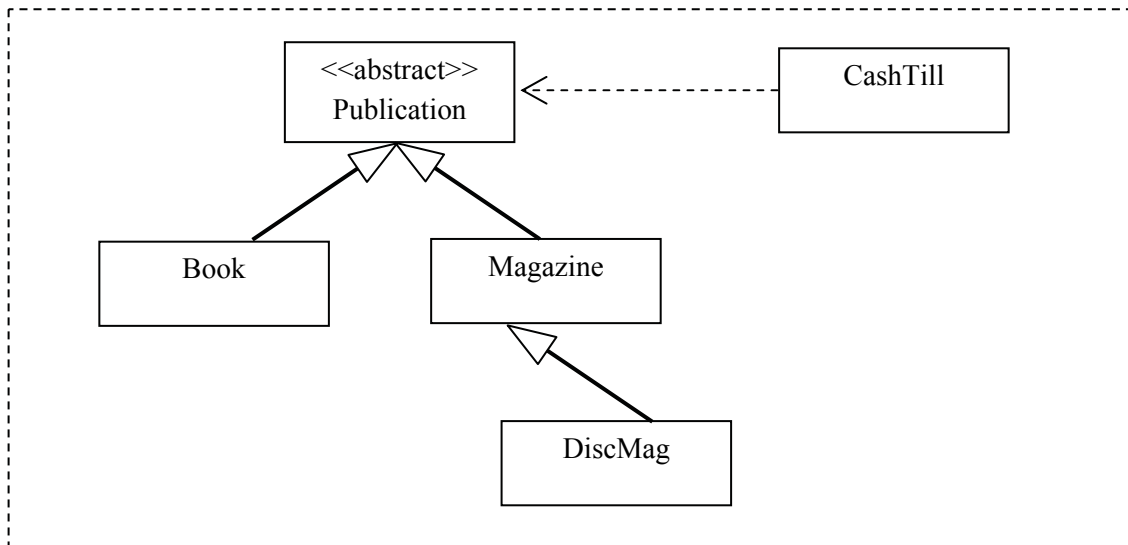 <<abstract>>
Publication
CashTill
Book
Magazine
DiscMag